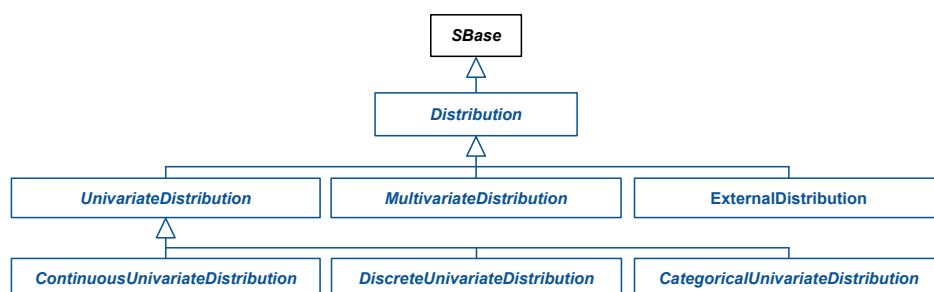 SBase
Distribution
UnivariateDistribution
MultivariateDistribution
ExternalDistribution
ContinuousUnivariateDistribution
DiscreteUnivariateDistribution
CategoricalUnivariateDistribution